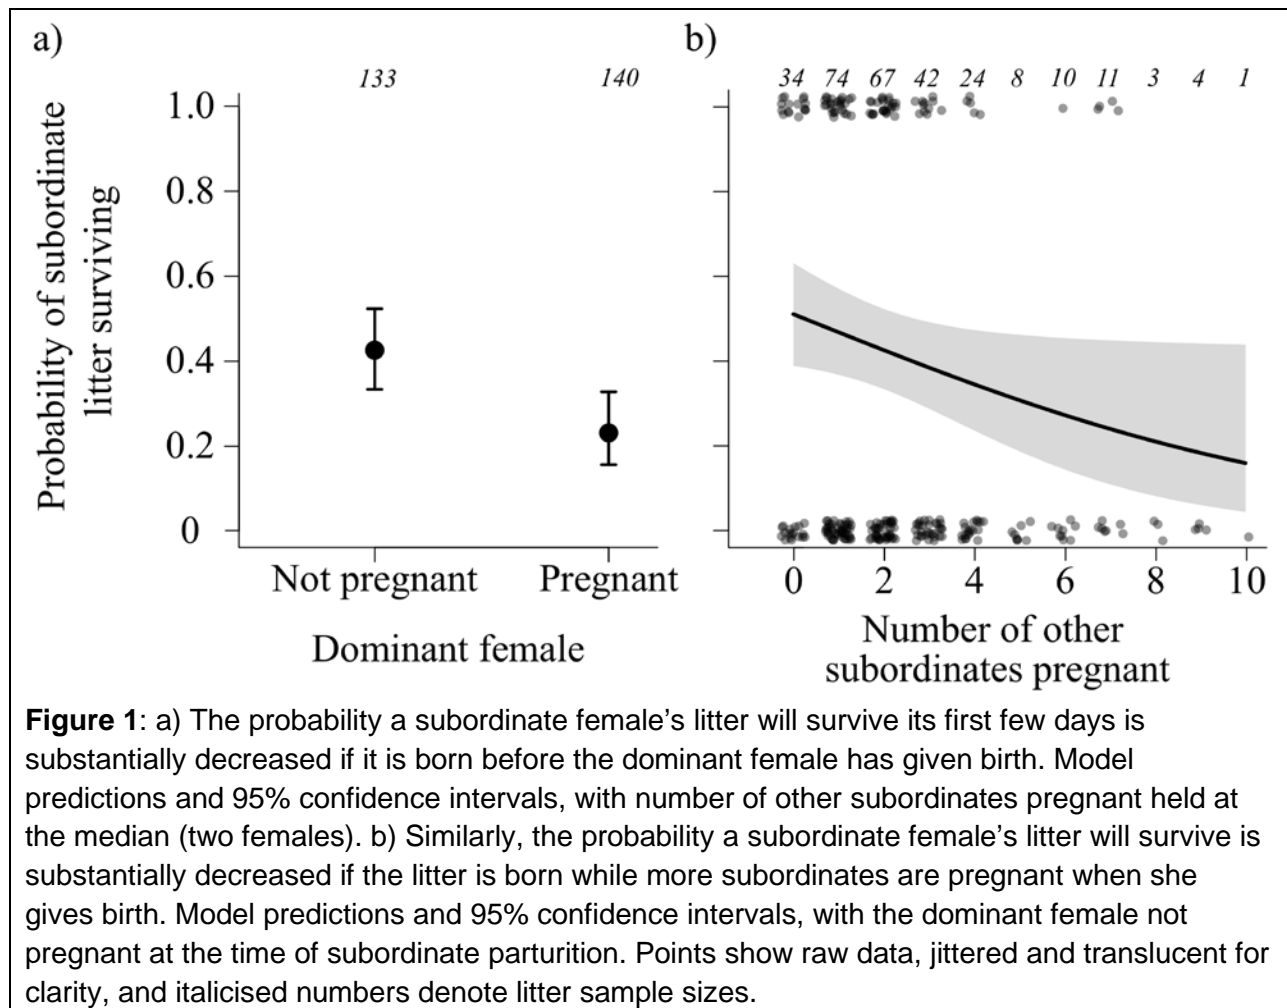 a)
133
140
1.0
0.8
0.6
0.4
0.2
0
Probability of subordinate
litter surviving
Not pregnant
Pregnant
Dominant female
b)
34 74 67 42 24 8 10 11 3 4 1
0 2 4 6 8 10
Number of other
subordinates pregnant
Figure 1: a) The probability a subordinate female's litter will survive its first few days is
substantially decreased if it is born before the dominant female has given birth. Model
predictions and 95% confidence intervals, with number of other subordinates pregnant held at
the median (two females). b) Similarly, the probability a subordinate female's litter will survive is
substantially decreased if the litter is born while more subordinates are pregnant when she
gives birth. Model predictions and 95% confidence intervals, with the dominant female not
pregnant at the time of subordinate parturition. Points show raw data, jittered and translucent for
clarity, and italicised numbers denote litter sample sizes.